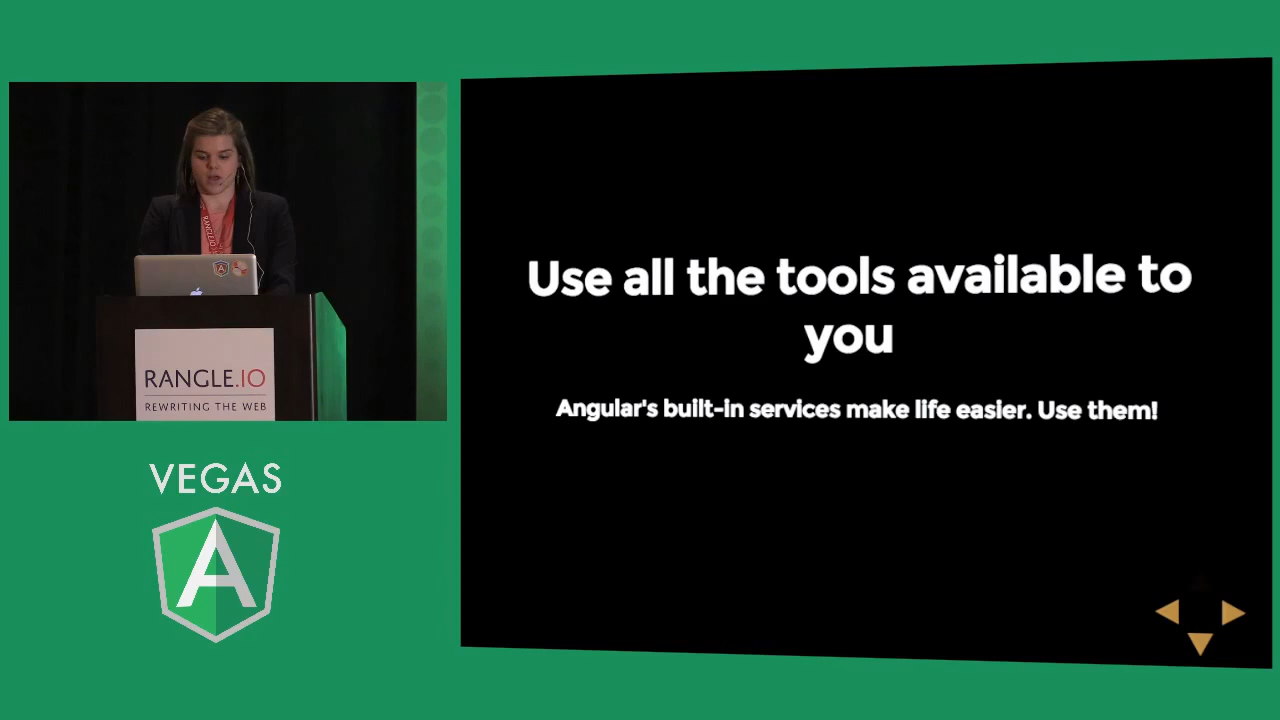 RANGLE.IO
REWRITING THE WEB
VEGAS
A
Use all the tools available to
you
Angular's built-in services make life easier. Use them!